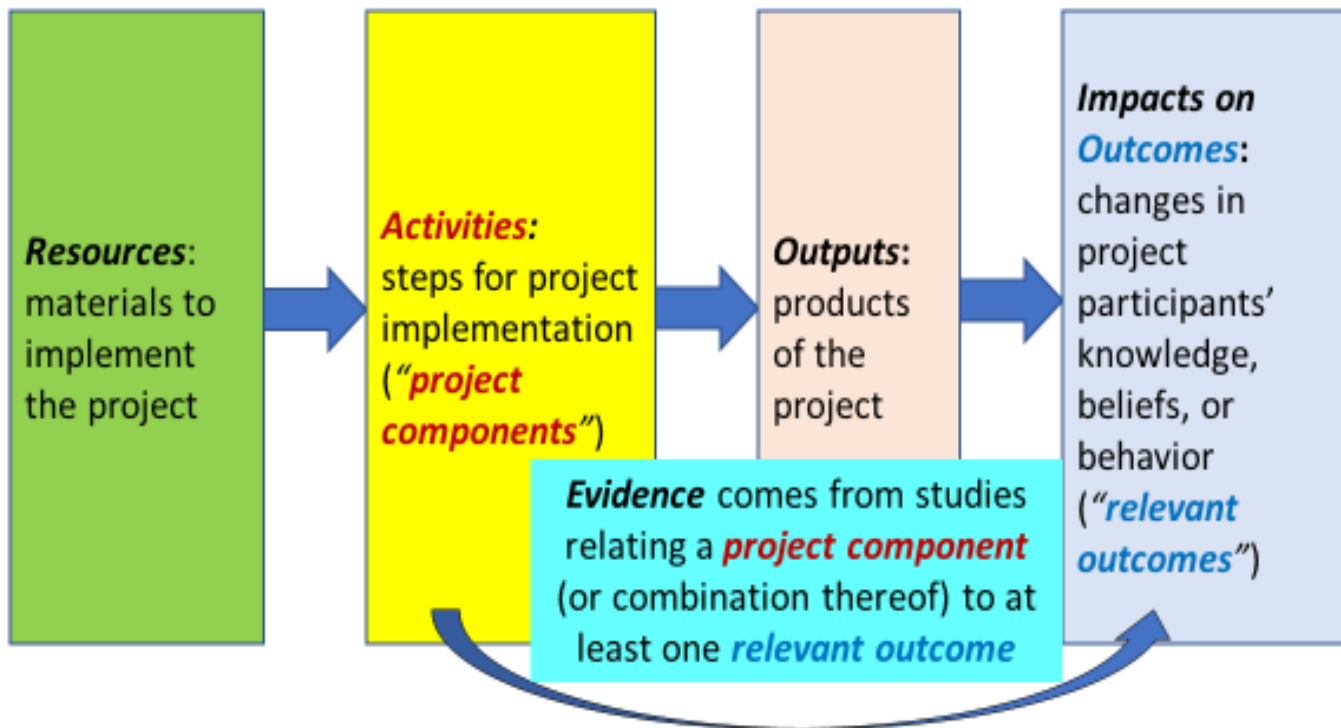 Resources:
materials to
implement
the project
Activities:
steps for project
implementation
(“project
components”)
Outputs:
products
of the
project
Impacts on
Outcomes:
changes in
project
participants’
knowledge,
beliefs, or
behavior
(“relevant
outcomes”)
Evidence comes from studies
relating a project component
(or combination thereof) to at
least one relevant outcome